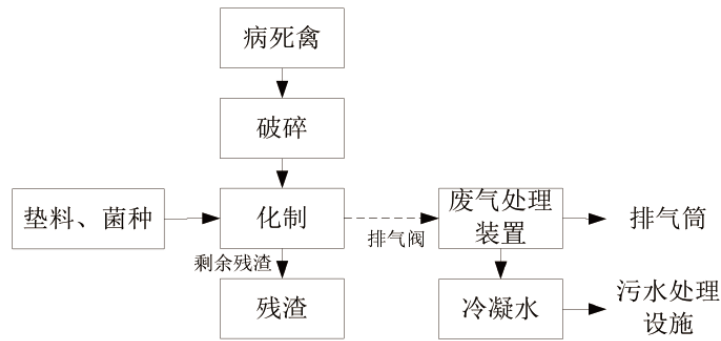 病死禽
破碎
垫料、菌种
化制
排气阀
废气处理
装置
排气筒
剩余残渣
残渣
冷凝水
污水处理
设施